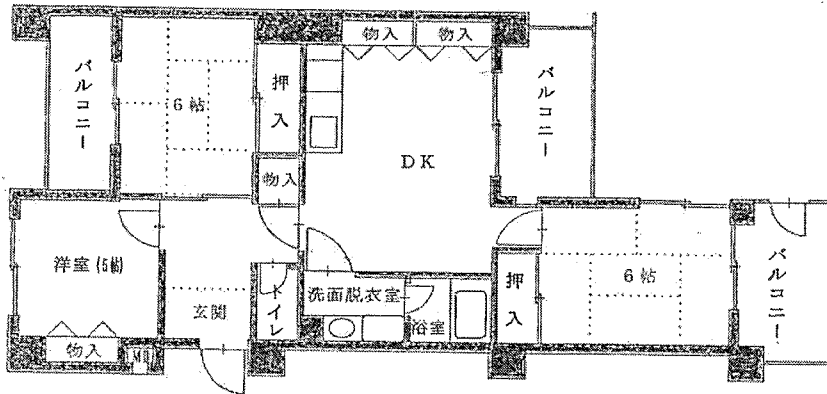 物入
物入
バルコニー
6帖
押入
バルコニー
DK
物入
洋室(5帖)
玄関
トイレ
洗面脱衣室
浴室
押入
6帖
バルコニー
物入
MB